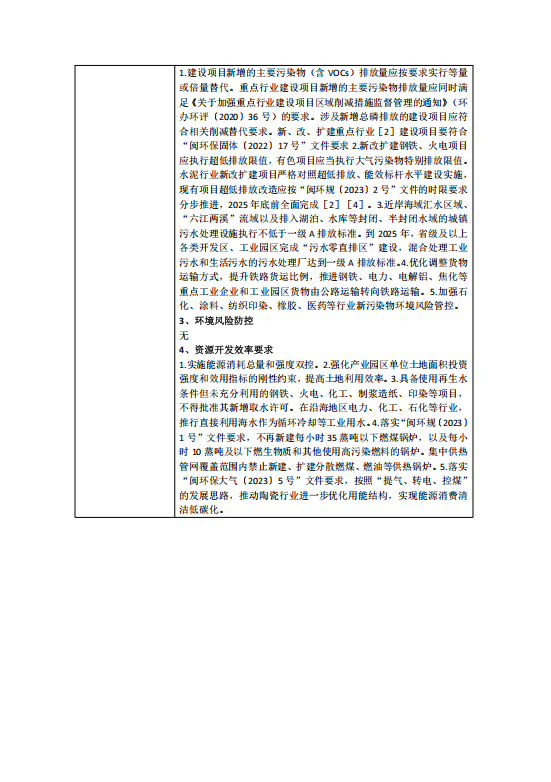 1.建设项目新增的主要污染物（含 VOCs）排放量应按要求实行等量
或倍量替代。重点行业建设项目新增的主要污染物排放量应同时满
足《关于加强重点行业建设项目区域削减措施监督管理的通知》（环
办环评〔2020〕36 号）的要求。涉及新增总磷排放的建设项目应符
合相关削减替代要求。新、改、扩建重点行业［2］建设项目要符合
“闽环保固体〔2022〕17 号”文件要求 2.新改扩建钢铁、火电项目
应执行超低排放限值，有色项目应当执行大气污染物特别排放限值。
水泥行业新改扩建项目严格对照超低排放、能效标杆水平建设实施，
现有项目超低排放改造应按“闽环规〔2023〕2 号”文件的时限要求
分步推进，2025 年底前全面完成［2］［4］。3.近岸海域汇水区域、
“六江两溪”流域以及排入湖泊、水库等封闭、半封闭水域的城镇
污水处理设施执行不低于一级 A 排放标准。到 2025 年，省级及以上
各类开发区、工业园区完成“污水零直排区”建设，混合处理工业
污水和生活污水的污水处理厂达到一级 A 排放标准。4.优化调整货物
运输方式，提升铁路货运比例，推进钢铁、电力、电解铝、焦化等
重点工业企业和工业园区货物由公路运输转向铁路运输。5.加强石
化、涂料、纺织印染、橡胶、医药等行业新污染物环境风险管控。
3、环境风险防控
无
4、资源开发效率要求
1.实施能源消耗总量和强度双控。2.强化产业园区单位土地面积投资
强度和效用指标的刚性约束，提高土地利用效率。3.具备使用再生水
条件但未充分利用的钢铁、火电、化工、制浆造纸、印染等项目，
不得批准其新增取水许可。在沿海地区电力、化工、石化等行业，
推行直接利用海水作为循环冷却等工业用水。4.落实“闽环规〔2023〕
1 号”文件要求，不再新建每小时 35 蒸吨以下燃煤锅炉，以及每小
时 10 蒸吨及以下燃生物质和其他使用高污染燃料的锅炉。集中供热
管网覆盖范围内禁止新建、扩建分散燃煤、燃油等供热锅炉。5.落实
“闽环保大气〔2023〕5 号”文件要求，按照“提气、转电、控煤”
的发展思路，推动陶瓷行业进一步优化用能结构，实现能源消费清
洁低碳化。